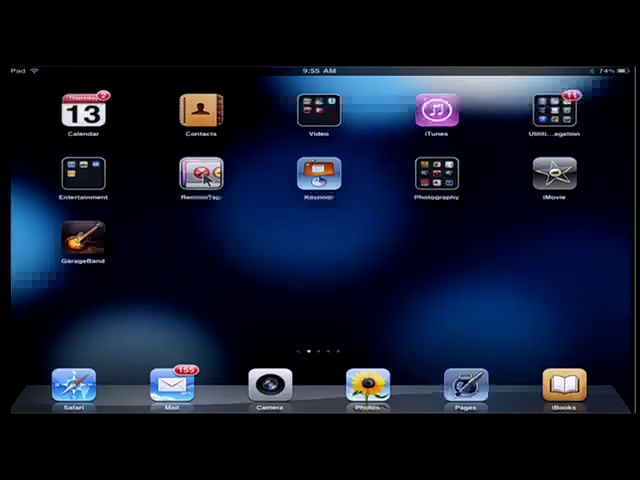 Pad 9:55 AM 74%
Thursday 2 11
13
Calendar Contacts Video iTunes
Entertainment Photography iMovie
GarageBand
155
Safari Mail Camera Photos Pages iBooks